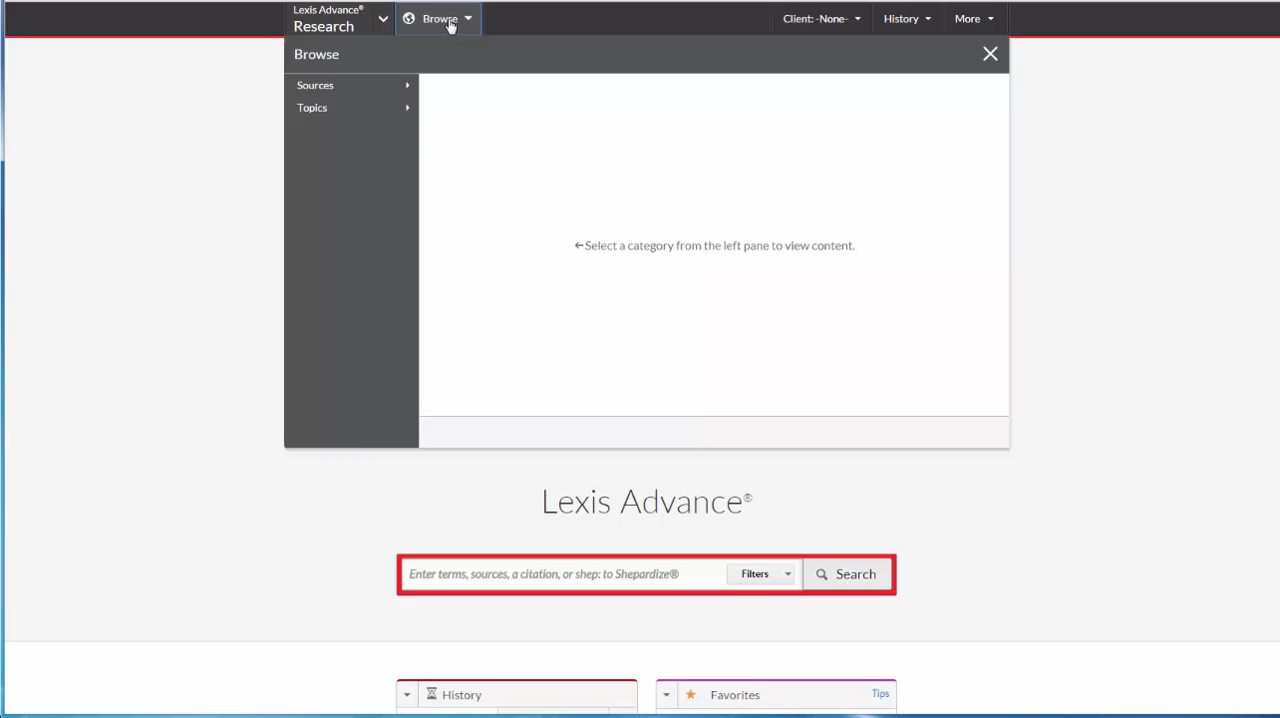 Lexis Advance®
Research
Browse
Client: -None-
History
More
Browse
Sources
Topics
←Select a category from the left pane to view content.
Lexis Advance®
Enter terms, sources, a citation, or shep: to Shepardize®
Filters
Search
History
Favorites
Tips